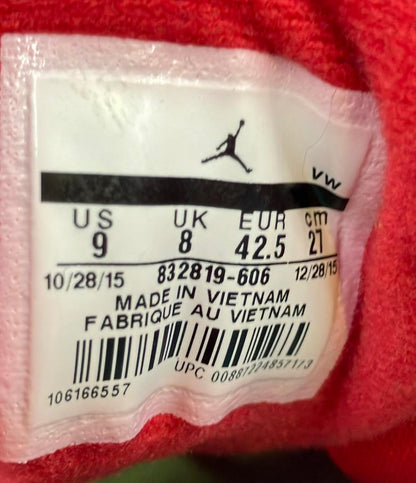 VW
US UK EUR cm
9 8 42.5 27
10/28/15 832819-606 12/28/15
MADE IN VIETNAM
FABRIQUE AU VIETNAM
106166557 UPC